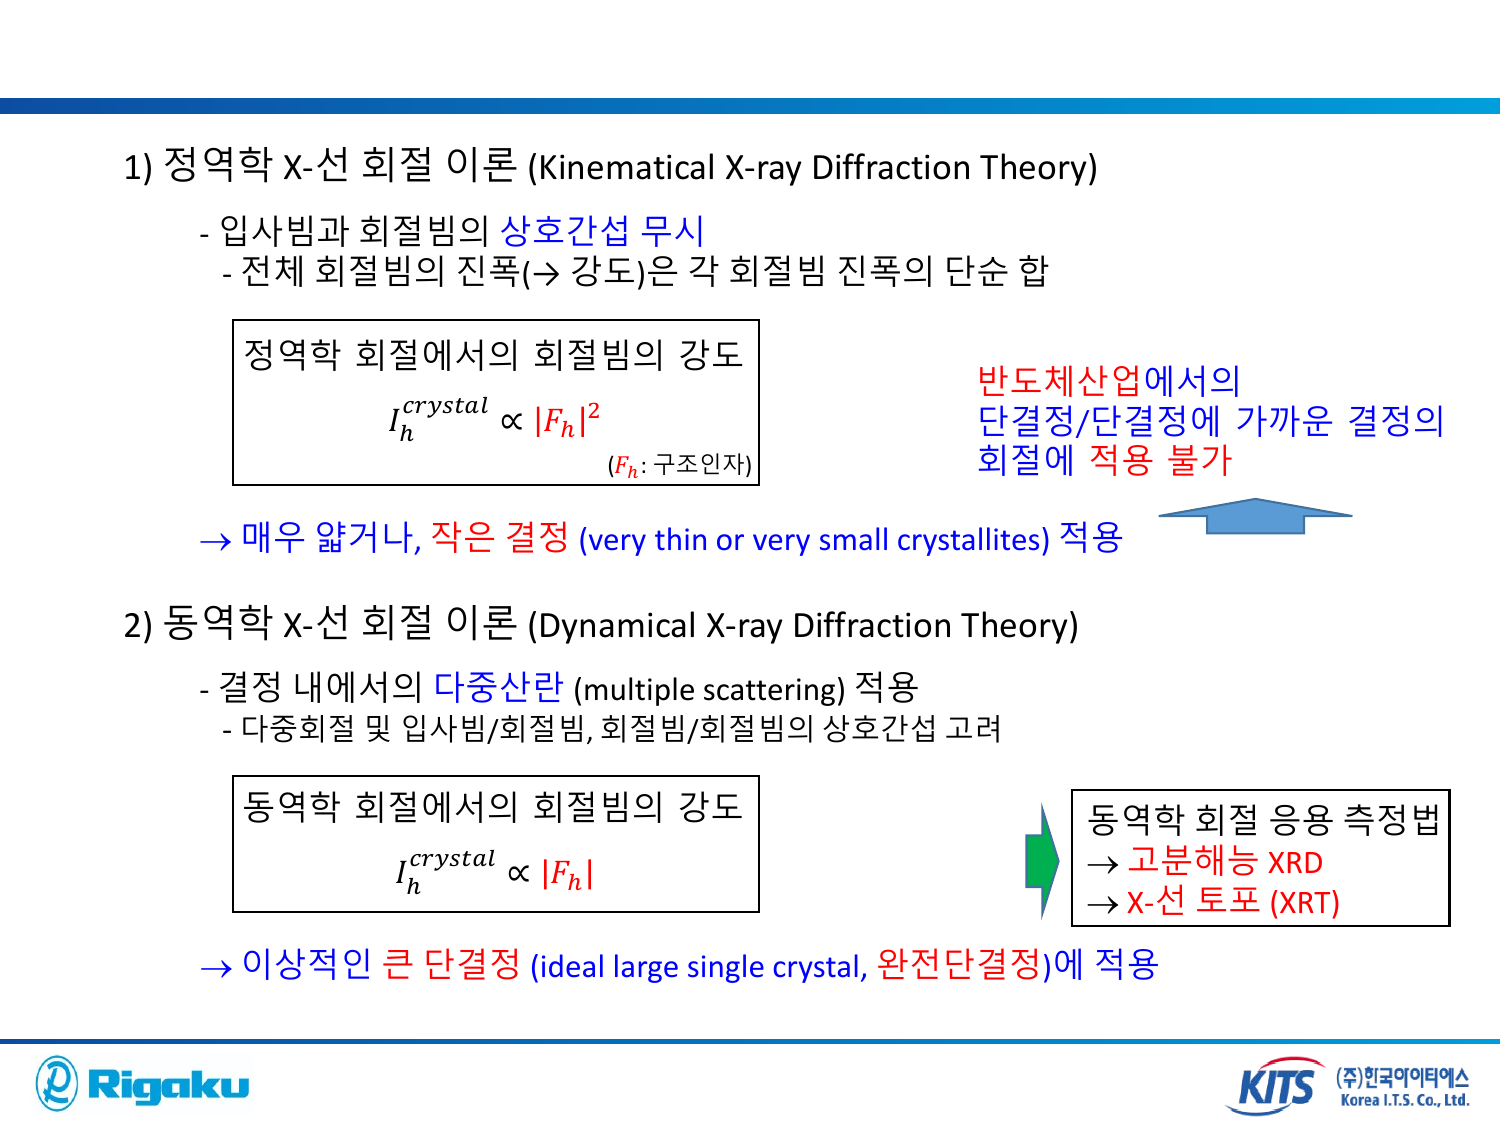 1) 정역학 X-선 회절 이론 (Kinematical X-ray Diffraction Theory)
- 입사빔과 회절빔의 상호간섭 무시
- 전체 회절빔의 진폭(→ 강도)은 각 회절빔 진폭의 단순 합
정역학 회절에서의 회절빔의 강도
I_h^{crystal} ∝ |F_h|^2
(F_h: 구조인자)
반도체산업에서의
단결정/단결정에 가까운 결정의
회절에 적용 불가
→ 매우 얇거나, 작은 결정 (very thin or very small crystallites) 적용
2) 동역학 X-선 회절 이론 (Dynamical X-ray Diffraction Theory)
- 결정 내에서의 다중산란 (multiple scattering) 적용
- 다중회절 및 입사빔/회절빔, 회절빔/회절빔의 상호간섭 고려
동역학 회절에서의 회절빔의 강도
I_h^{crystal} ∝ |F_h|
동역학 회절 응용 측정법
→ 고분해능 XRD
→ X-선 토포 (XRT)
→ 이상적인 큰 단결정 (ideal large single crystal, 완전단결정)에 적용
Rigaku
KITS
(주)한국아이티에스
Korea I.T.S. Co., Ltd.